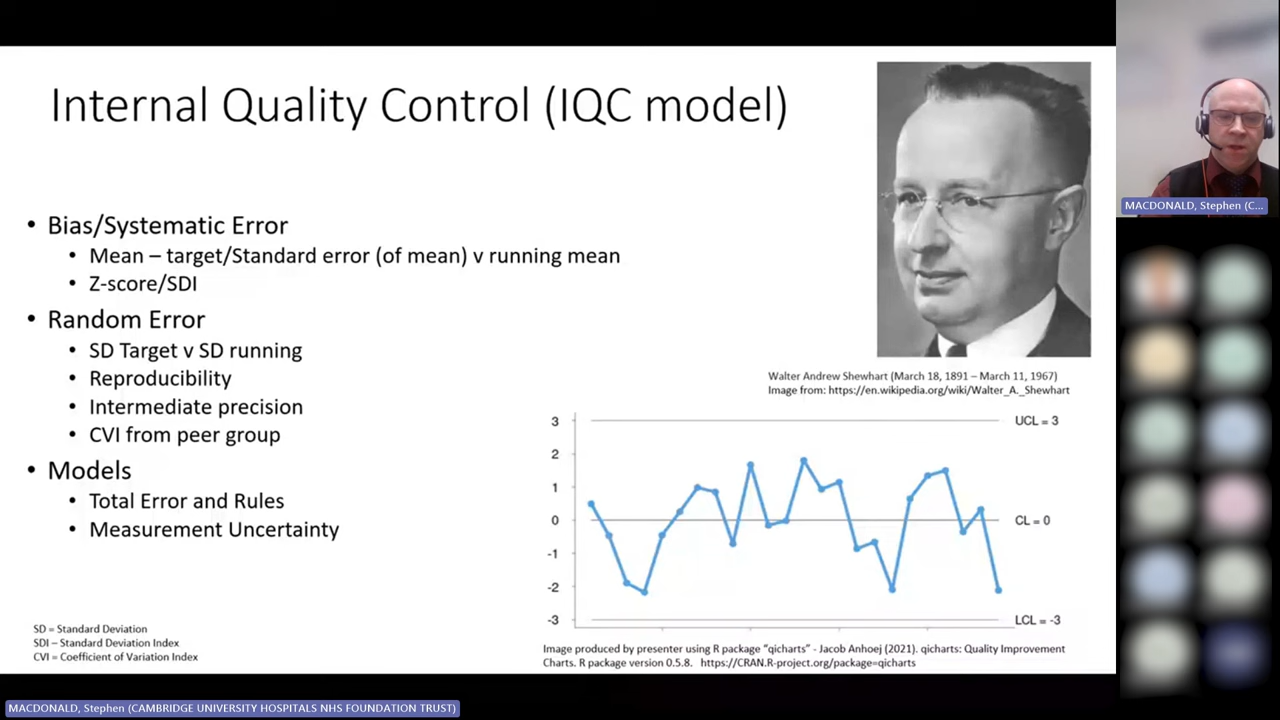 Internal Quality Control (IQC model)
• Bias/Systematic Error
• Mean – target/Standard error (of mean) v running mean
• Z-score/SDI
• Random Error
• SD Target v SD running
• Reproducibility
• Intermediate precision
• CVI from peer group
• Models
• Total Error and Rules
• Measurement Uncertainty
SD = Standard Deviation
SDI – Standard Deviation Index
CVI = Coefficient of Variation Index
Walter Andrew Shewhart (March 18, 1891 – March 11, 1967)
Image from: https://en.wikipedia.org/wiki/Walter_A._Shewhart
3
2
1
0
-1
-2
-3
UCL = 3
CL = 0
LCL = -3
Image produced by presenter using R package “qicharts” - Jacob Anhoej (2021). qicharts: Quality Improvement
Charts. R package version 0.5.8. https://CRAN.R-project.org/package=qicharts
MACDONALD, Stephen (C...
MACDONALD, Stephen (CAMBRIDGE UNIVERSITY HOSPITALS NHS FOUNDATION TRUST)